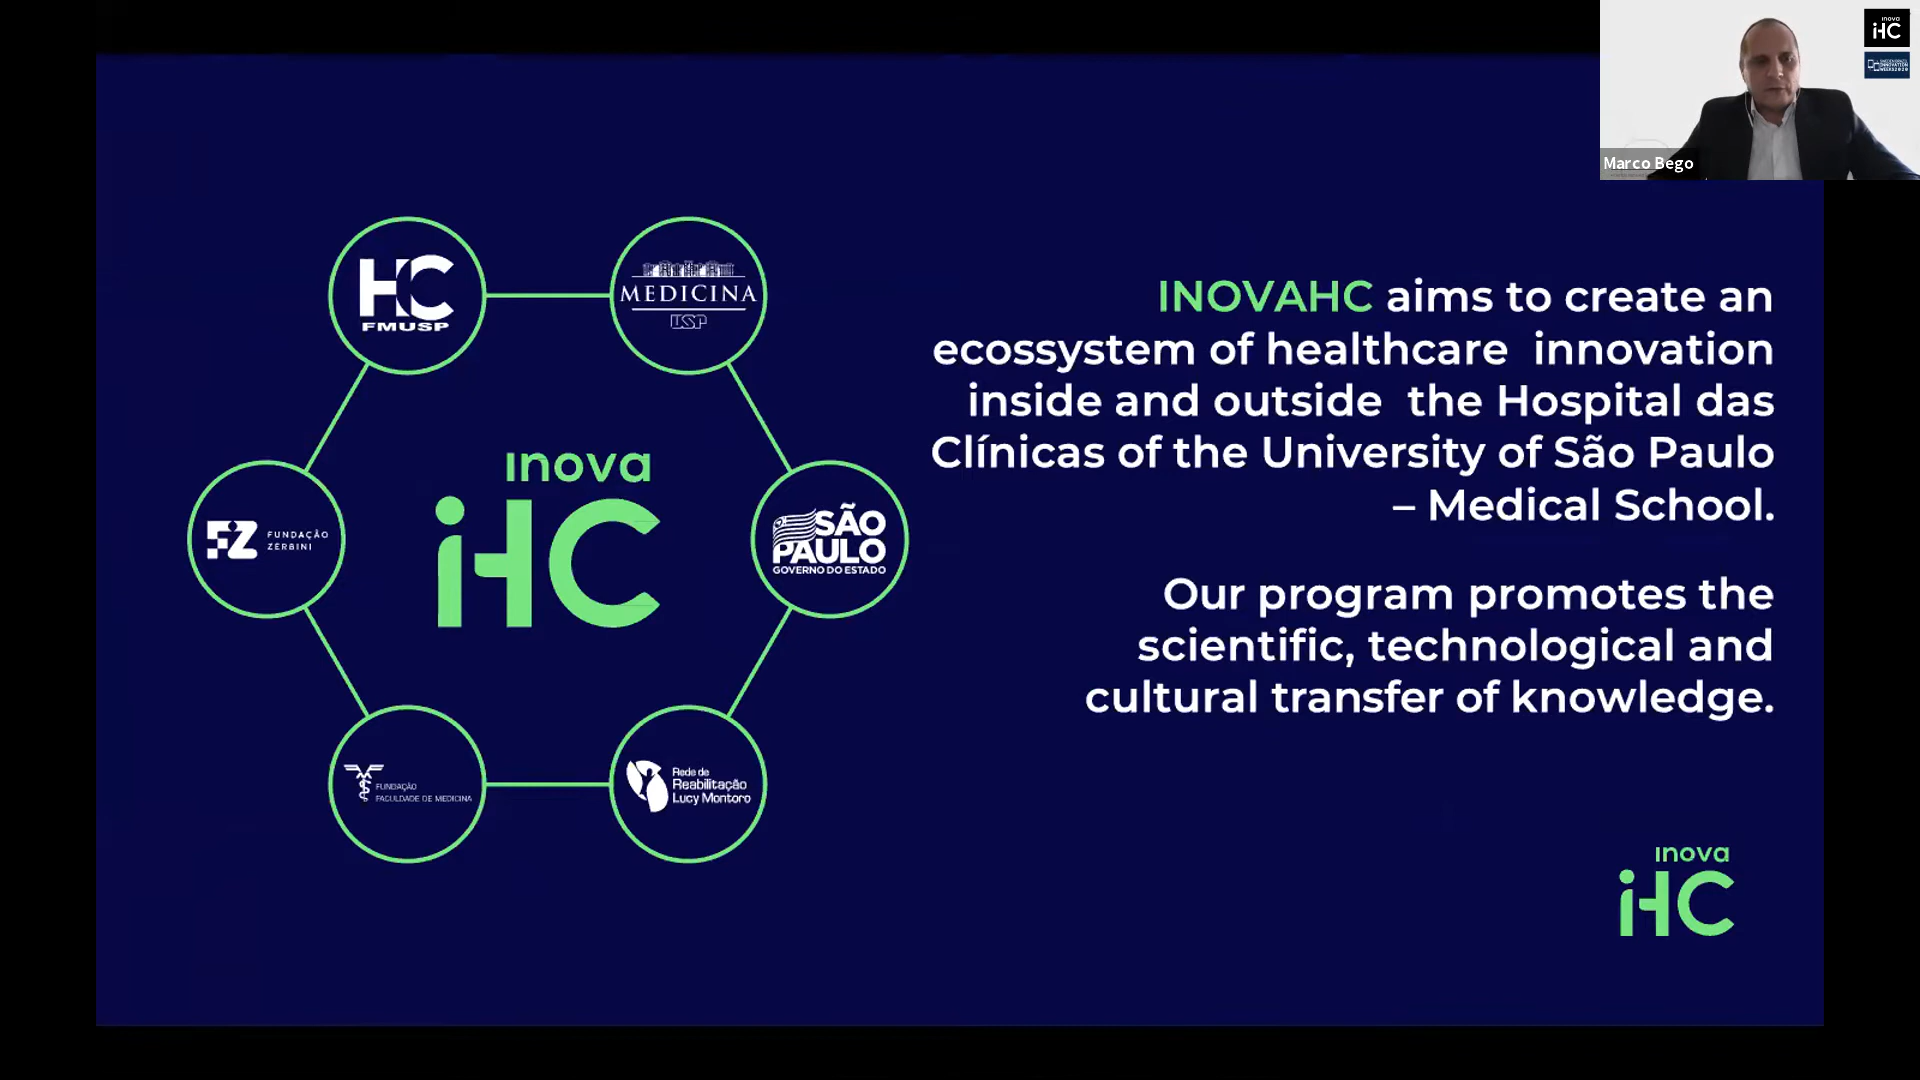 inova
HC
INNOVATION
Marco Bego
HC
FMUSP
MEDICINA
USP
INOVAHC aims to create an
ecossystem of healthcare innovation
inside and outside the Hospital das
Clínicas of the University of São Paulo
– Medical School.
Our program promotes the
scientific, technological and
cultural transfer of knowledge.
inova
iHC
FZ
FUNDAÇÃO
ZERBINI
SÃO
PAULO
GOVERNO DO ESTADO
FUNDAÇÃO
FACULDADE DE MEDICINA
Rede de
Reabilitação
Lucy Montoro
inova
iHC